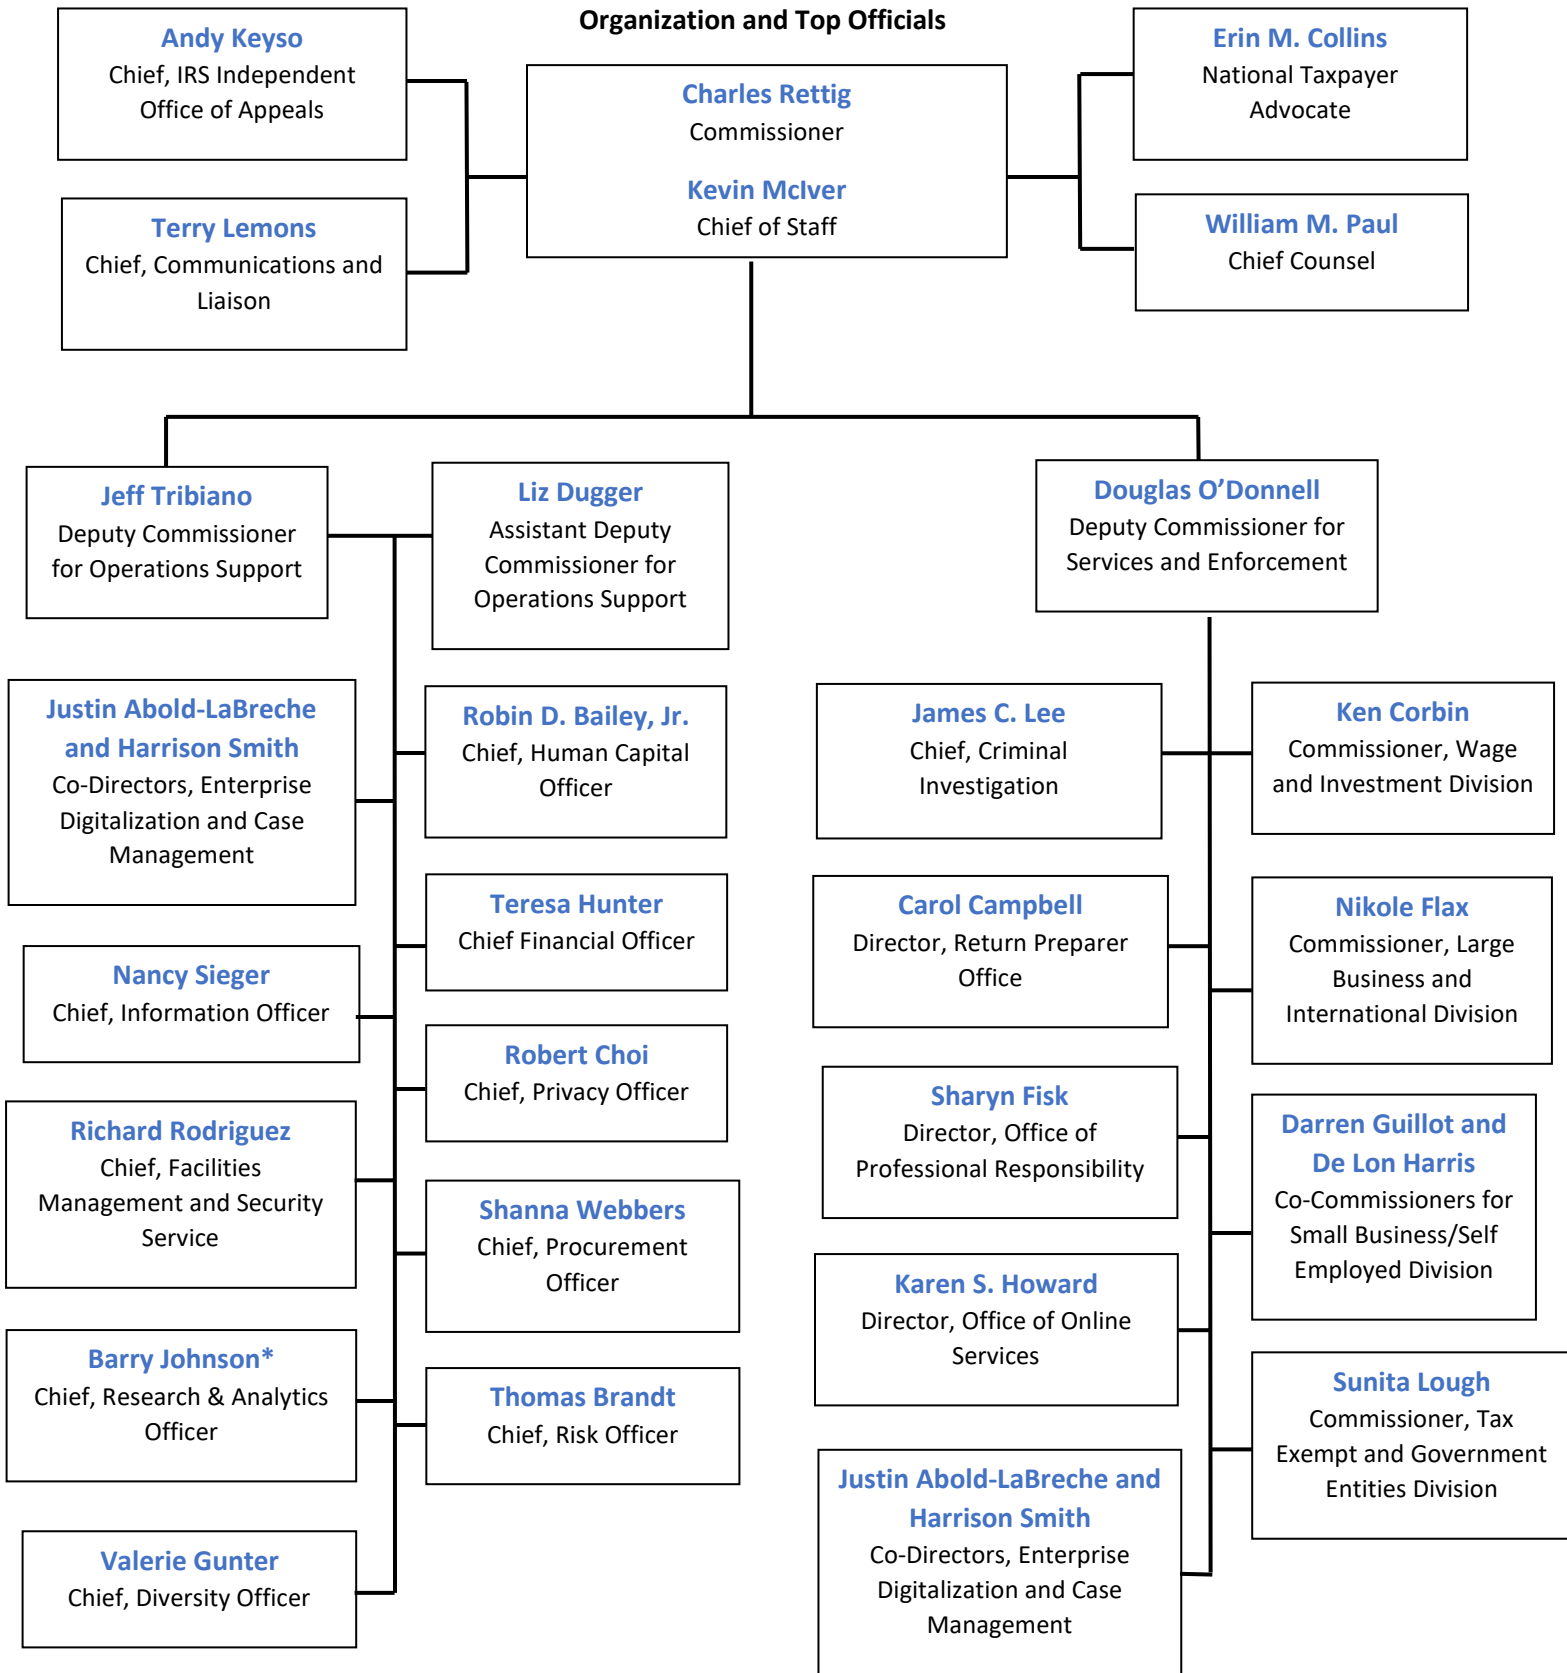 Organization and Top Officials
Andy Keyso
Chief, IRS Independent
Office of Appeals
Terry Lemons
Chief, Communications and
Liaison
Charles Rettig
Commissioner
Kevin McIver
Chief of Staff
Erin M. Collins
National Taxpayer
Advocate
William M. Paul
Chief Counsel
Jeff Tribiano
Deputy Commissioner
for Operations Support
Liz Dugger
Assistant Deputy
Commissioner for
Operations Support
Douglas O’Donnell
Deputy Commissioner for
Services and Enforcement
Justin Abold-LaBreche
and Harrison Smith
Co-Directors, Enterprise
Digitalization and Case
Management
Robin D. Bailey, Jr.
Chief, Human Capital
Officer
Teresa Hunter
Chief Financial Officer
Nancy Sieger
Chief, Information Officer
Robert Choi
Chief, Privacy Officer
Richard Rodriguez
Chief, Facilities
Management and Security
Service
Shanna Webbers
Chief, Procurement
Officer
Barry Johnson*
Chief, Research & Analytics
Officer
Thomas Brandt
Chief, Risk Officer
Valerie Gunter
Chief, Diversity Officer
James C. Lee
Chief, Criminal
Investigation
Ken Corbin
Commissioner, Wage
and Investment Division
Carol Campbell
Director, Return Preparer
Office
Nikole Flax
Commissioner, Large
Business and
International Division
Sharyn Fisk
Director, Office of
Professional Responsibility
Darren Guillot and
De Lon Harris
Co-Commissioners for
Small Business/Self
Employed Division
Karen S. Howard
Director, Office of Online
Services
Sunita Lough
Commissioner, Tax
Exempt and Government
Entities Division
Justin Abold-LaBreche and
Harrison Smith
Co-Directors, Enterprise
Digitalization and Case
Management